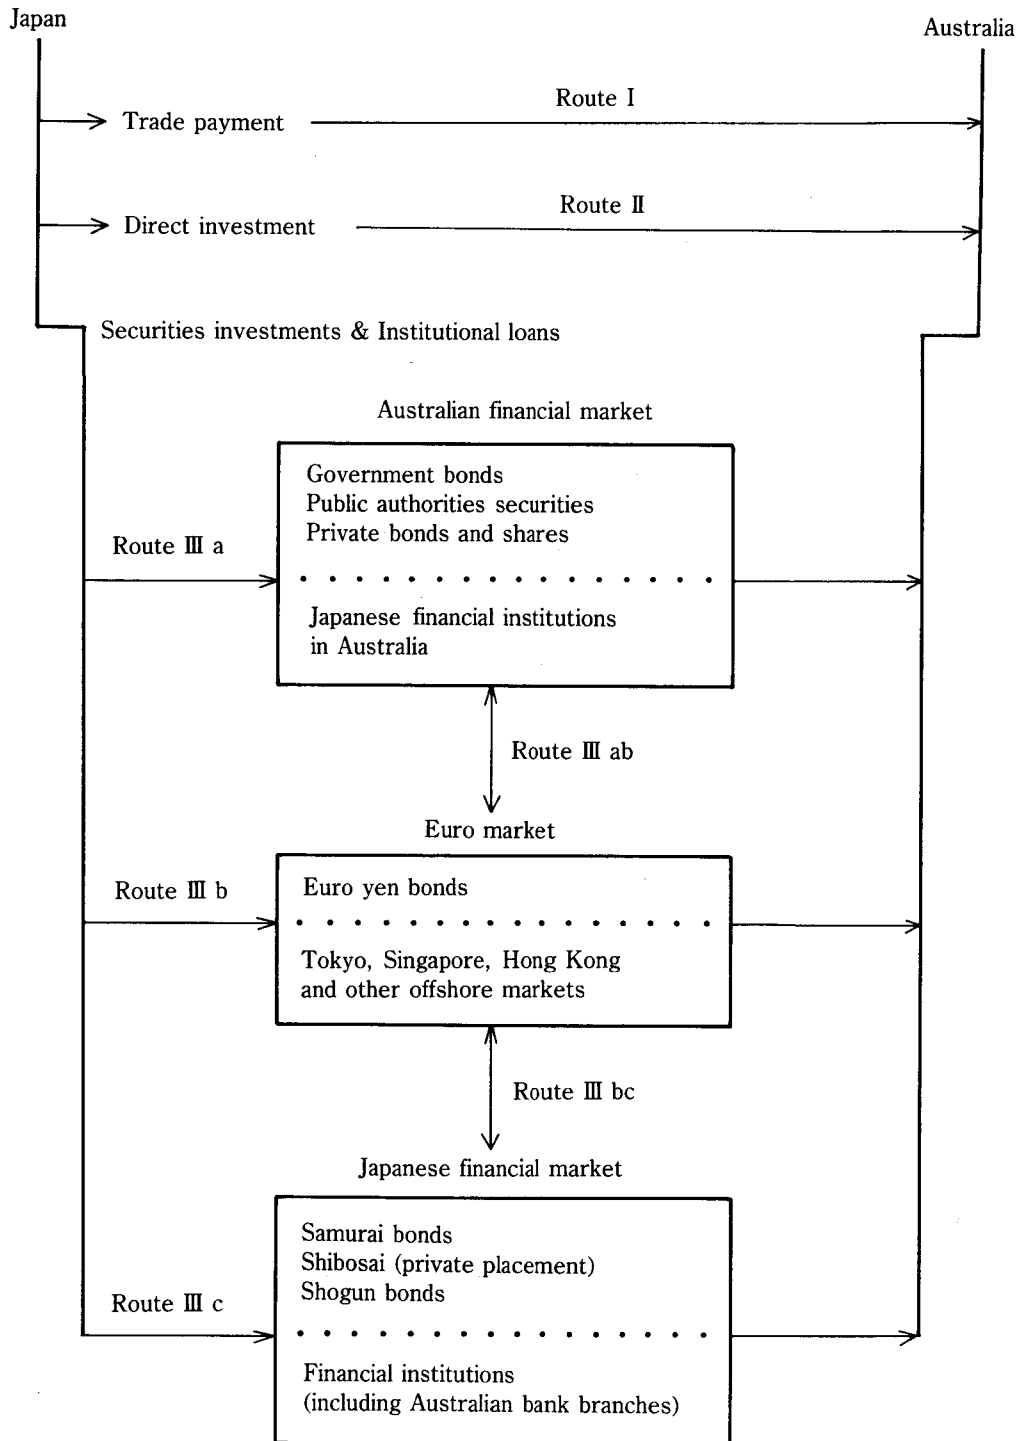 Japan
Australia
Route Ⅰ
Trade payment
Route Ⅱ
Direct investment
Securities investments & Institutional loans
Australian financial market
Government bonds
Public authorities securities
Private bonds and shares
Route Ⅲ a
Japanese financial institutions
in Australia
Route Ⅲ ab
Euro market
Euro yen bonds
Route Ⅲ b
Tokyo, Singapore, Hong Kong
and other offshore markets
Route Ⅲ bc
Japanese financial market
Samurai bonds
Shibosai (private placement)
Shogun bonds
Route Ⅲ c
Financial institutions
(including Australian bank branches)